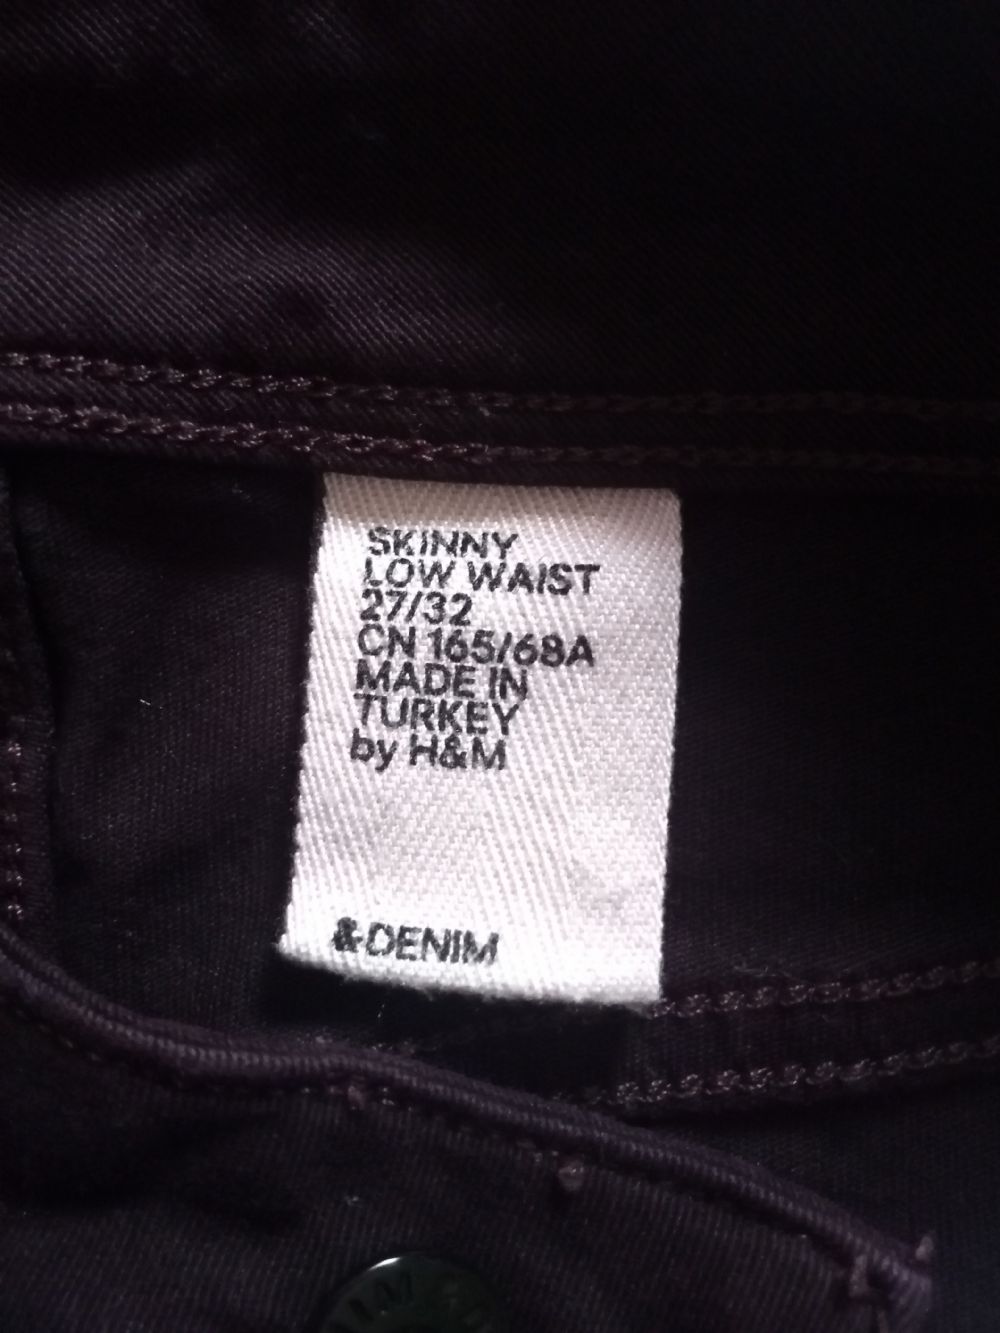 SKINNY
LOW WAIST
27/32
CN 165/68A
MADE IN
TURKEY
by H&M
&DENIM